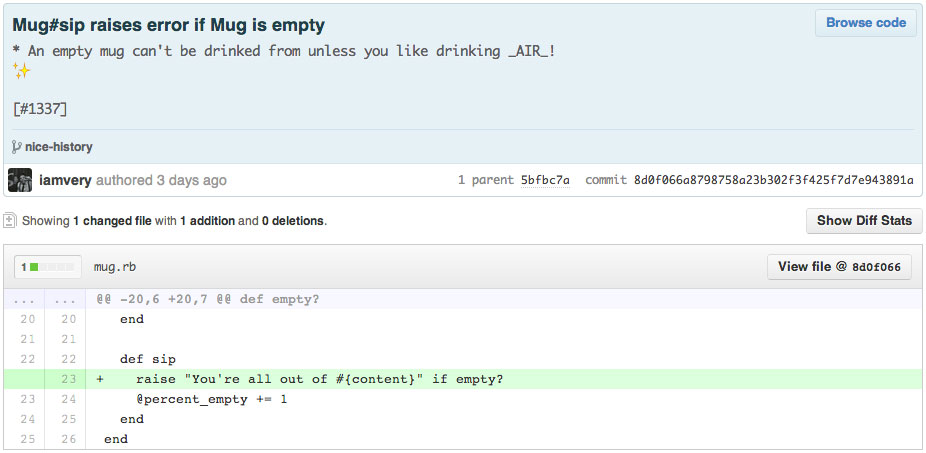 Mug#sip raises error if Mug is empty
Browse code
* An empty mug can't be drinked from unless you like drinking _AIR_!
✨
[#1337]
nice-history
iamvery authored 3 days ago 1 parent 5bfbc7a commit 8d0f066a8798758a23b302f3f425f7d7e943891a
Showing 1 changed file with 1 addition and 0 deletions. Show Diff Stats
1 mug.rb View file @ 8d0f066
... ... @@ -20,6 +20,7 @@ def empty?
20 20 end
21 21
22 22 def sip
23 + raise "You're all out of #{content}" if empty?
23 24 @percent_empty += 1
24 25 end
25 26 end